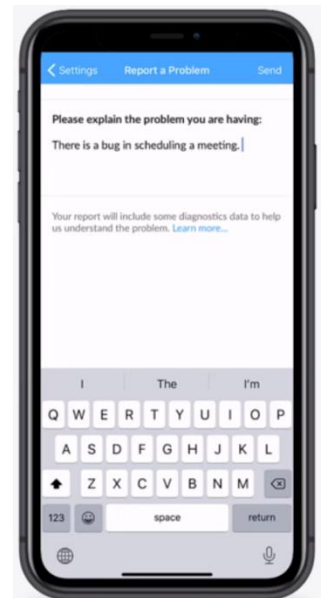 Settings Report a Problem Send
Please explain the problem you are having:
There is a bug in scheduling a meeting.
Your report will include some diagnostics data to help
us understand the problem. Learn more...
I The I'm
Q W E R T Y U I O P
A S D F G H J K L
Z X C V B N M
123 space return